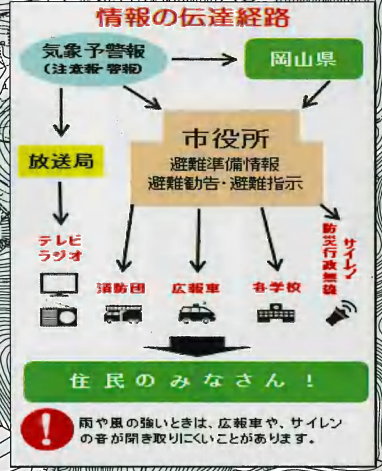 情報の伝達経路
気象予警報
(注意報・警報)
岡山県
放送局
市役所
避難準備情報
避難勧告・避難指示
テレビ
ラジオ
消防団
広報車
各学校
防災行政無線
サイレン
住民のみなさん！
雨や風の強いときは、広報車や、サイレン
の音が聞き取りにくいことがあります。